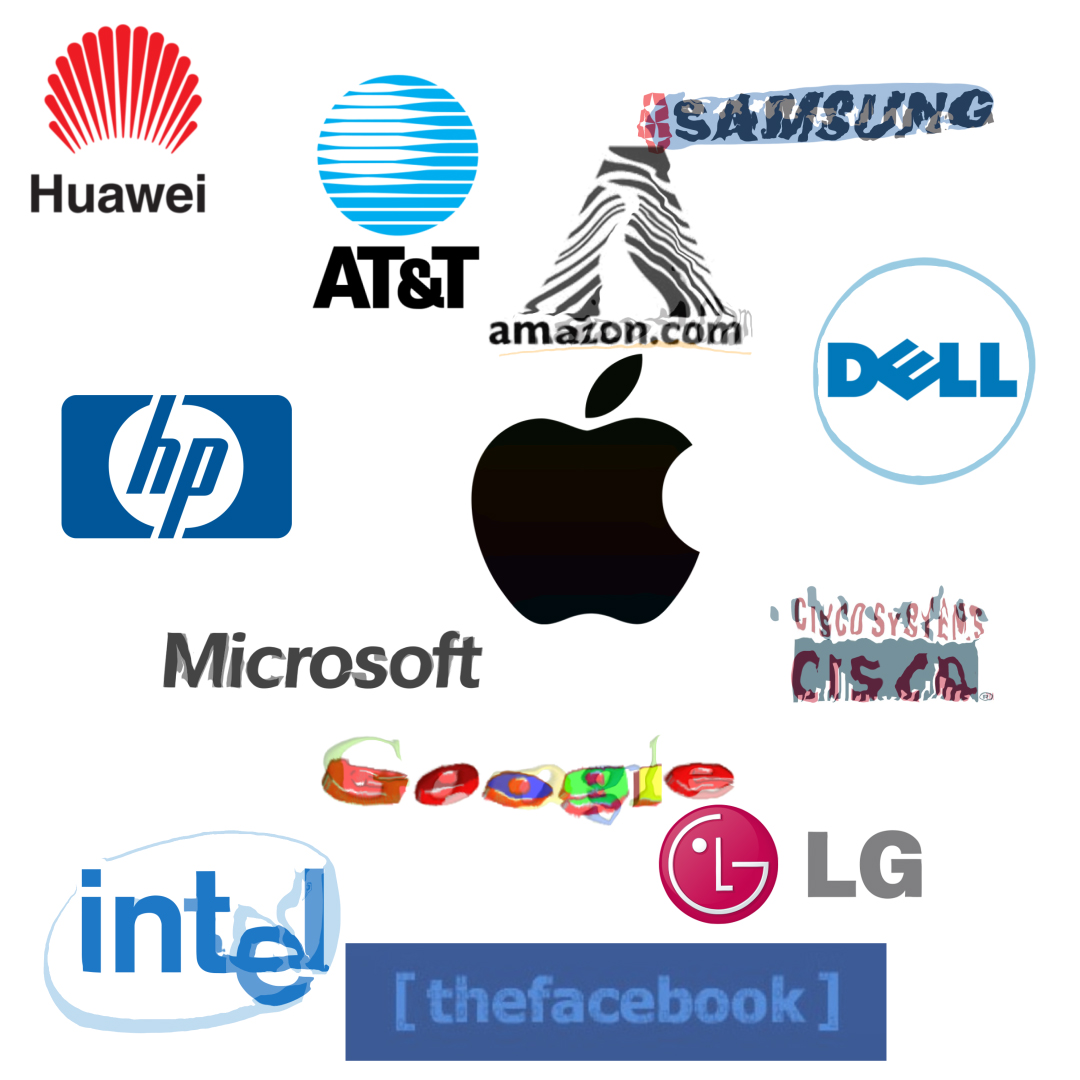 Huawei
AT&T
SAMSUNG
amazon.com
DELL
hp
Microsoft
CISCO SYSTEMS
CISCO
Google
LG
intel
[thefacebook]